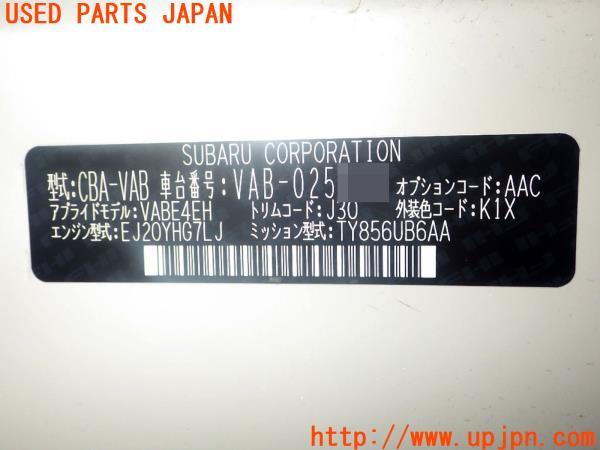 USED PARTS JAPAN
SUBARU CORPORATION
型式:CBA-VAB 車台番号:VAB-025 オプションコード:AAC
アプライドモデル:VABE4EH トリムコード:J30 外装色コード:K1X
エンジン型式:EJ20YHG7LJ ミッション型式:TY856UB6AA
http://www.upjpn.com/